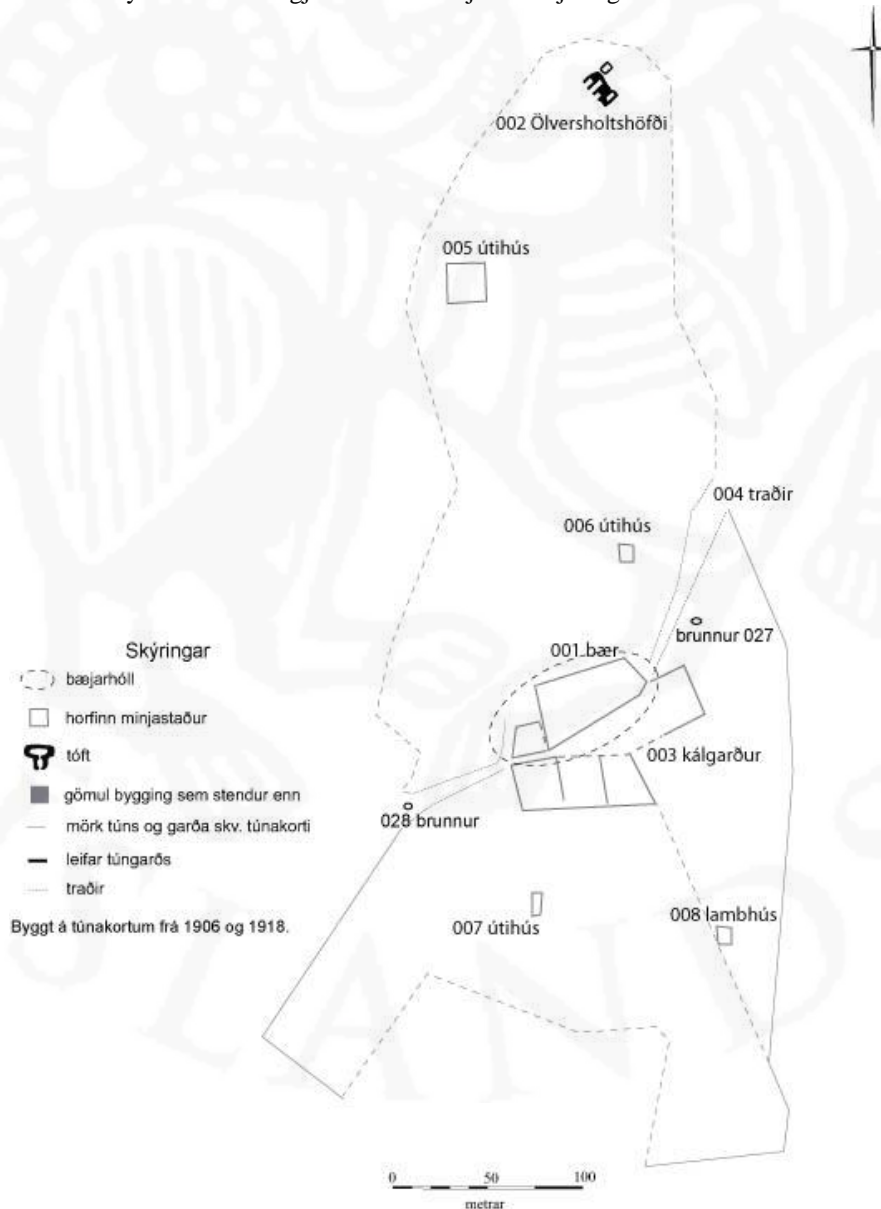 002 Ölversholtshöfði
005 útihús
004 traðir
006 útihús
brunnur 027
001 bær
Skýringar
bæjarhóll
horfinn minjastaður
003 kálgarður
tóft
gömul bygging sem stendur enn
028 brunnur
mörk túns og garða skv. túnakorti
leifar túngarðs
traðir
008 lambhús
007 útihús
Byggt á túnakortum frá 1906 og 1918.
0 50 100
metrar